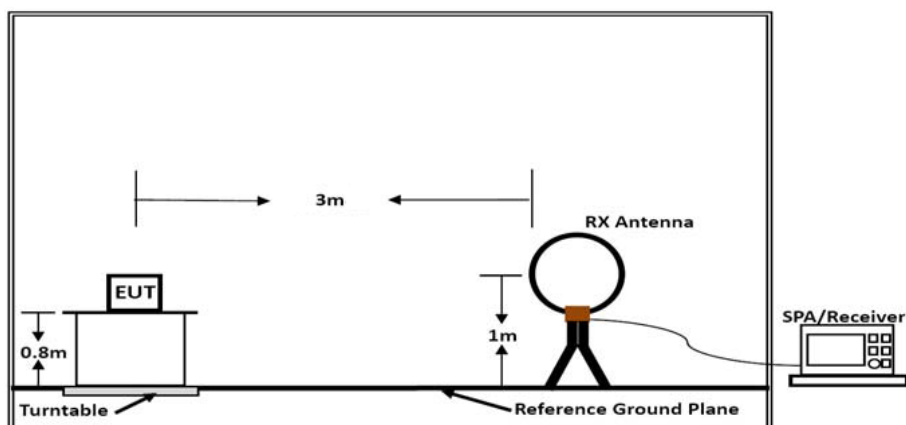 3m
RX Antenna
EUT
SPA/Receiver
0.8m
1m
Turntable
Reference Ground Plane